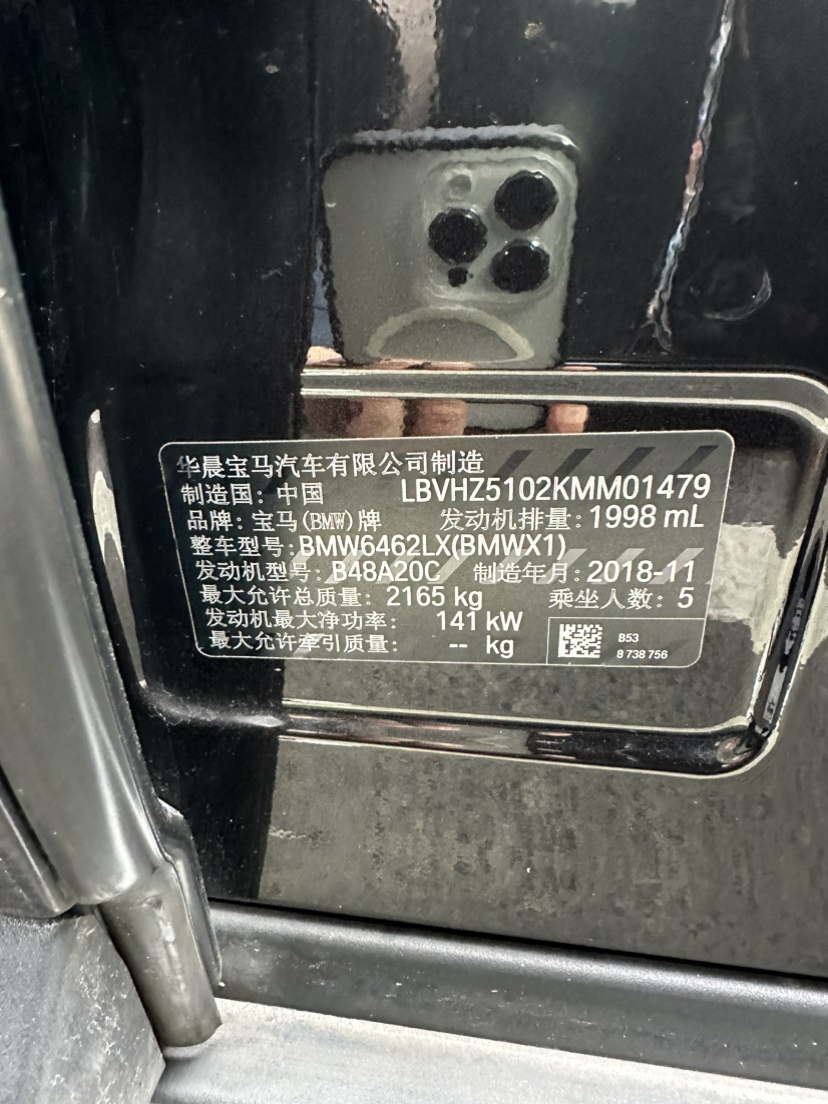 华晨宝马汽车有限公司制造
制造国：中国 LBVHZ5102KMM01479
品牌：宝马(BMW)牌 发动机排量：1998 mL
整车型号：BMW6462LX(BMWX1)
发动机型号：B48A20C 制造年月：2018-11
最大允许总质量：2165 kg 乘坐人数：5
发动机最大净功率： 141 kW
最大允许牵引质量： -- kg
B53
8 738 756